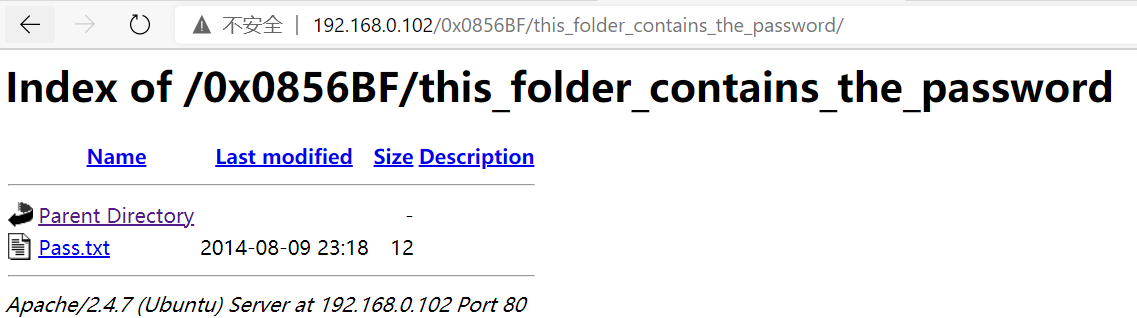 不安全 | 192.168.0.102/0x0856BF/this_folder_contains_the_password/
Index of /0x0856BF/this_folder_contains_the_password
Name Last modified Size Description
Parent Directory -
Pass.txt 2014-08-09 23:18 12
Apache/2.4.7 (Ubuntu) Server at 192.168.0.102 Port 80